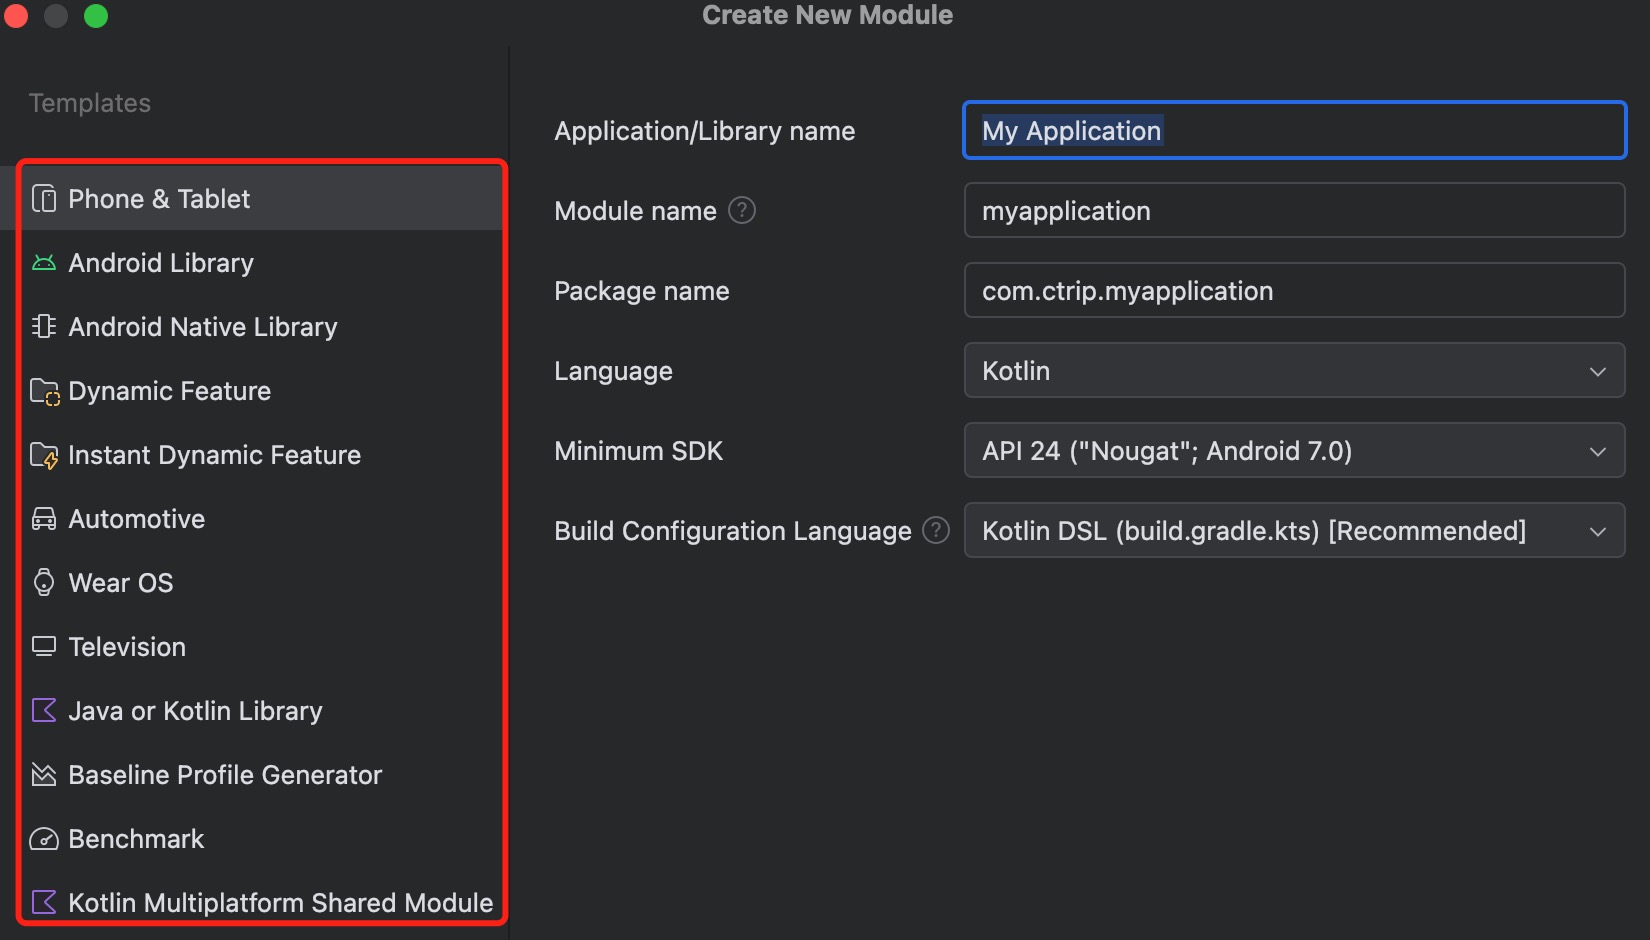 Create New Module
Templates
Phone & Tablet
Android Library
Android Native Library
Dynamic Feature
Instant Dynamic Feature
Automotive
Wear OS
Television
Java or Kotlin Library
Baseline Profile Generator
Benchmark
Kotlin Multiplatform Shared Module
Application/Library name My Application
Module name ? myapplication
Package name com.ctrip.myapplication
Language Kotlin
Minimum SDK API 24 ("Nougat"; Android 7.0)
Build Configuration Language ? Kotlin DSL (build.gradle.kts) [Recommended]